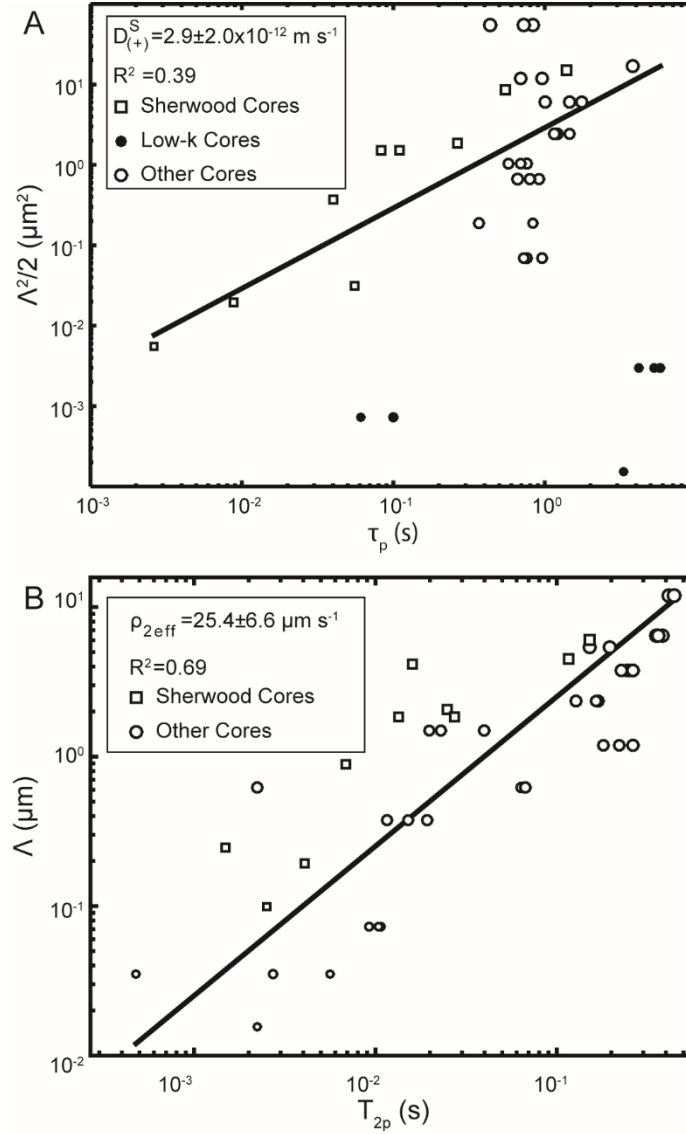 A
D^S_(+)=2.9±2.0x10^-12 m s^-1
R^2 =0.39
Sherwood Cores
Low-k Cores
Other Cores
10^1
10^0
10^-1
10^-2
10^-3
Λ^2/2 (μm^2)
10^-3
10^-2
10^-1
10^0
τ_p (s)
B
ρ_2eff =25.4±6.6 μm s^-1
R^2=0.69
Sherwood Cores
Other Cores
10^1
10^0
10^-1
10^-2
Λ (μm)
10^-3
10^-2
10^-1
T_2p (s)